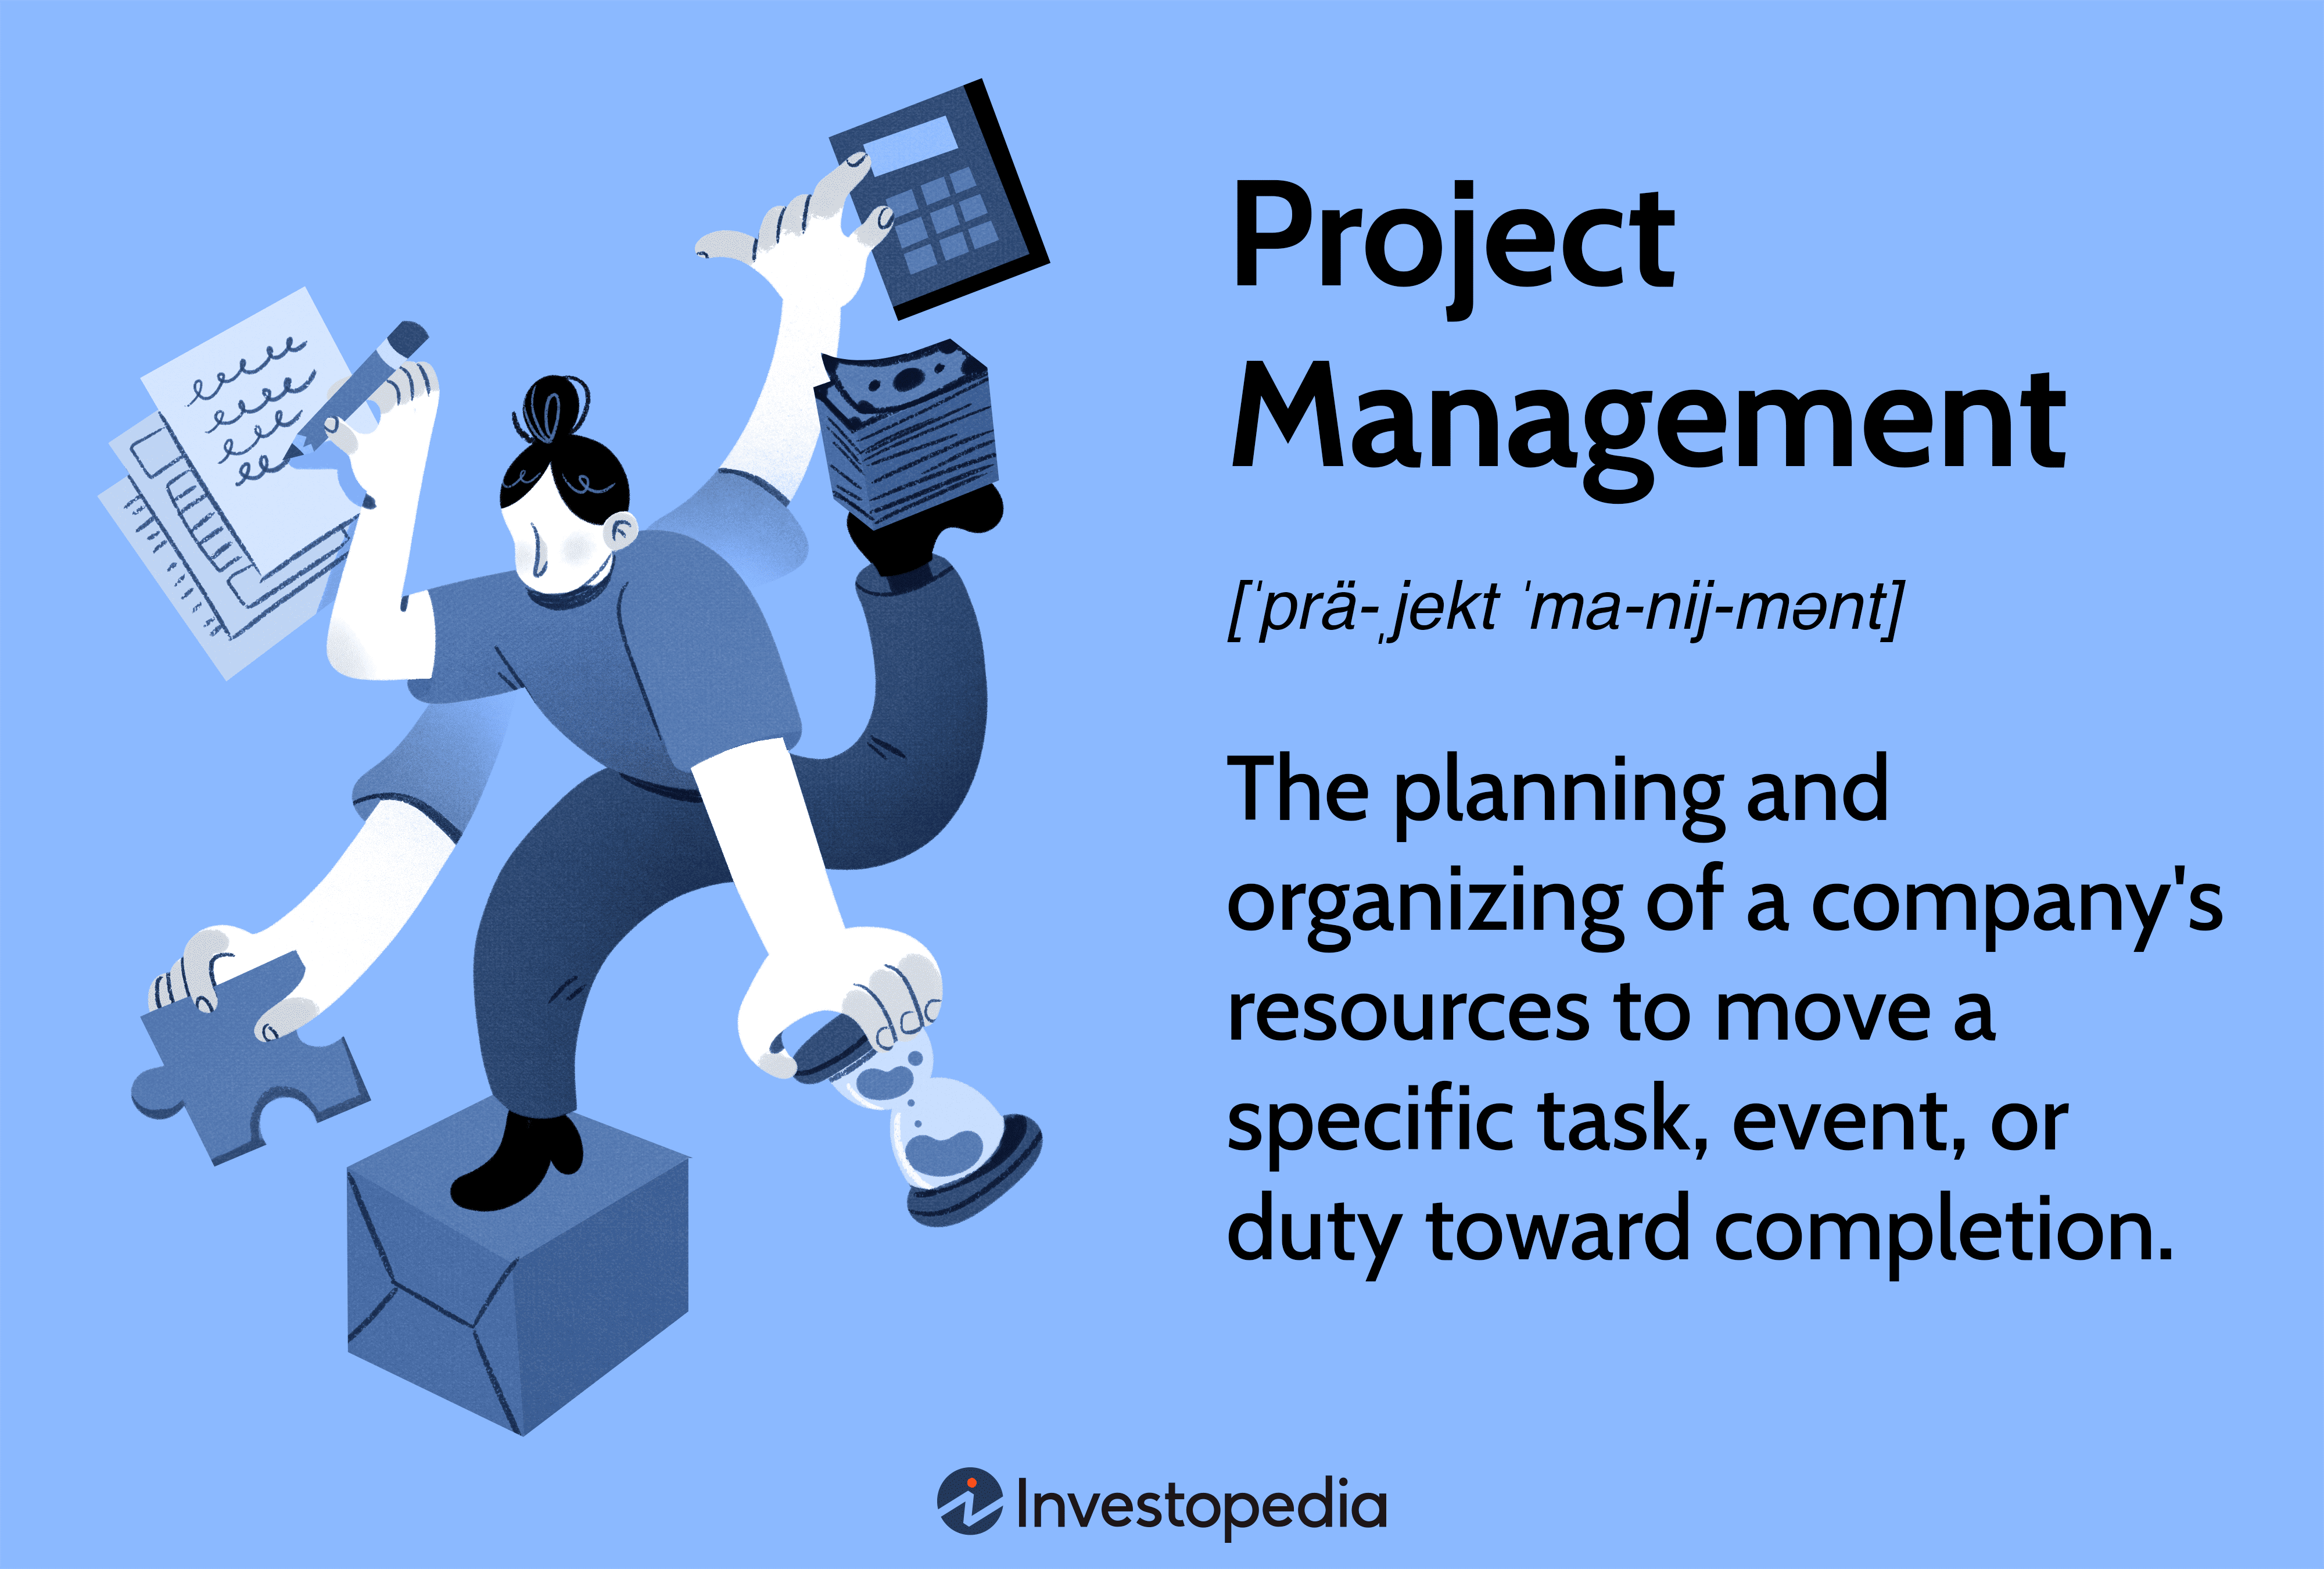 Project
Management
[ˈprä-ˌjekt ˈma-nij-mənt]
The planning and
organizing of a company's
resources to move a
specific task, event, or
duty toward completion.
Investopedia